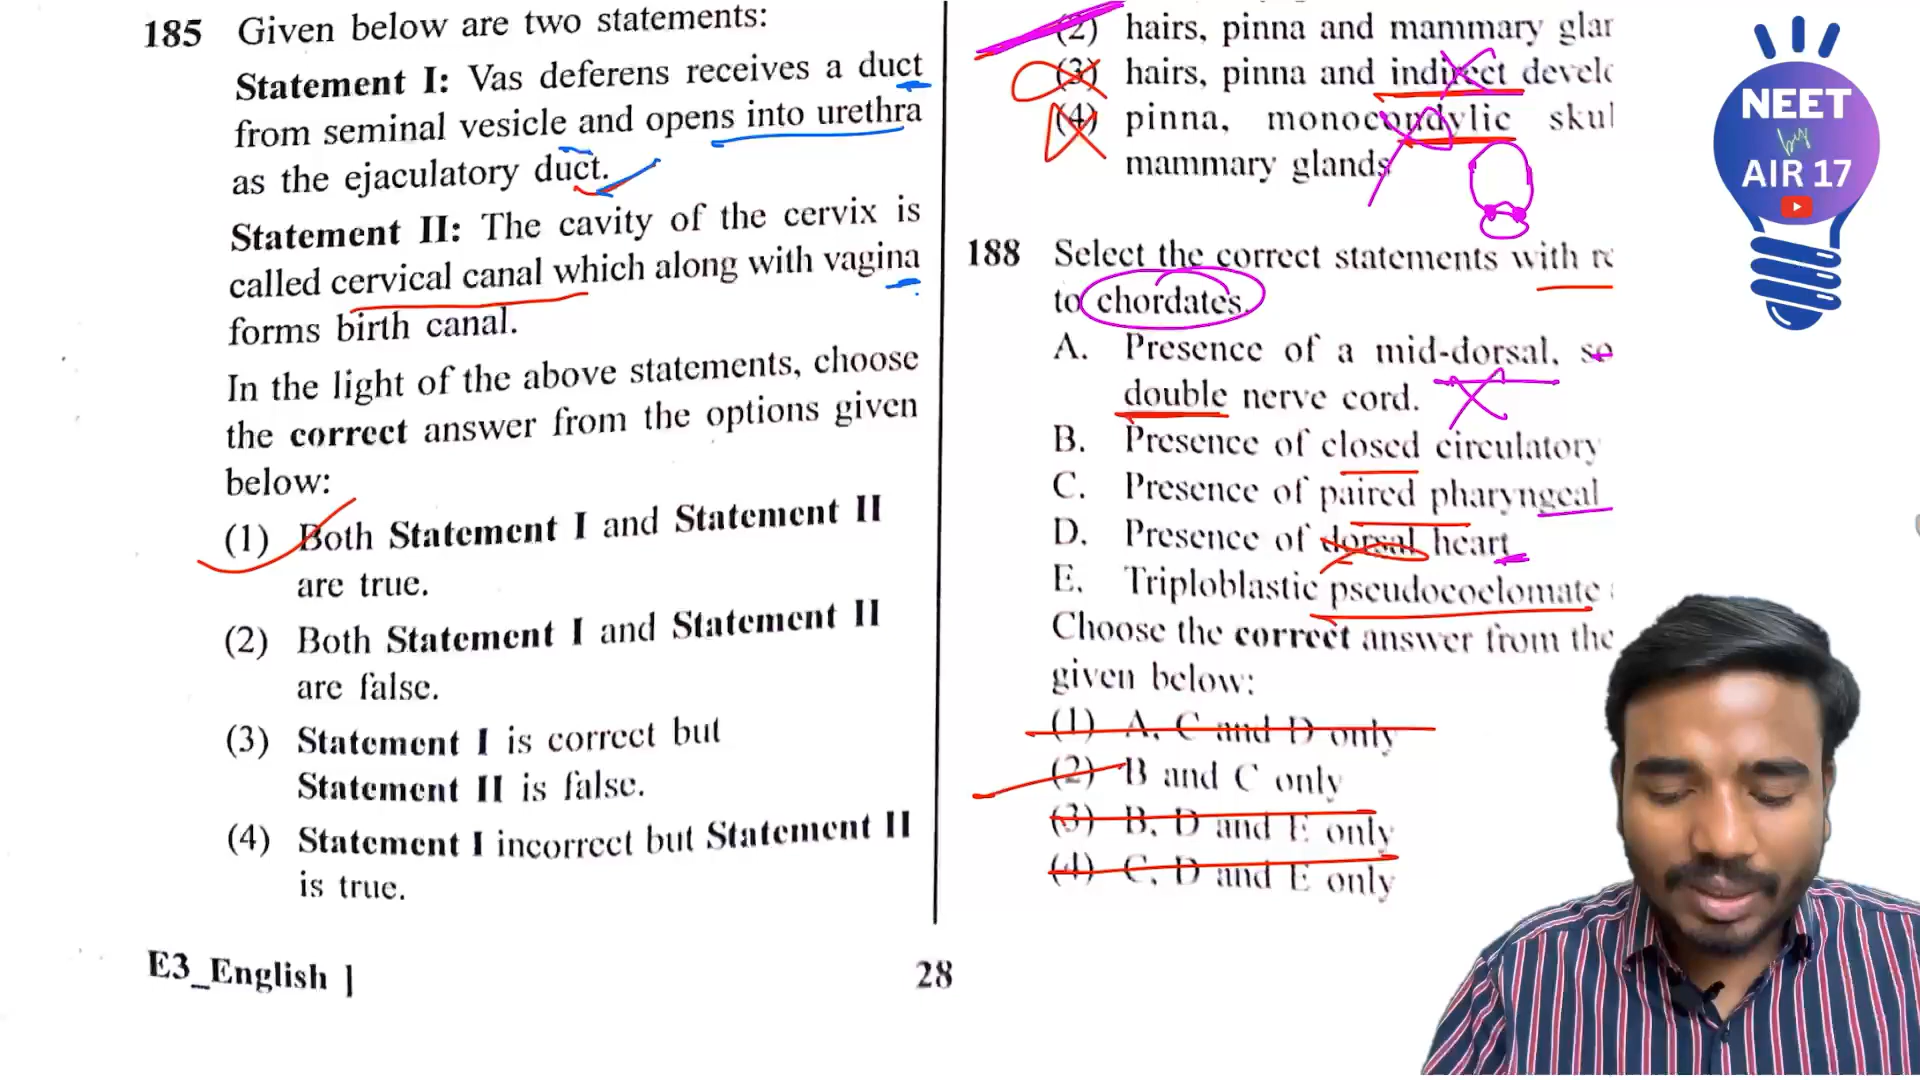 185 Given below are two statements:
Statement I: Vas deferens receives a duct
from seminal vesicle and opens into urethra
as the ejaculatory duct.
Statement II: The cavity of the cervix is
called cervical canal which along with vagina
forms birth canal.
In the light of the above statements, choose
the correct answer from the options given
below:
(1) Both Statement I and Statement II
are true.
(2) Both Statement I and Statement II
are false.
(3) Statement I is correct but
Statement II is false.
(4) Statement I incorrect but Statement II
is true.
E3_English ]
28
(2) hairs, pinna and mammary glan
(3) hairs, pinna and indirect develo
(4) pinna, monocondylic skul
mammary glands
188 Select the correct statements with re
to chordates.
A. Presence of a mid-dorsal, so
double nerve cord.
B. Presence of closed circulatory
C. Presence of paired pharyngeal
D. Presence of dorsal heart
E. Triploblastic pseudocoelomate
Choose the correct answer from the
given below:
(1) A, C and D only
(2) B and C only
(3) B, D and E only
(4) C, D and E only
NEET
by
AIR 17